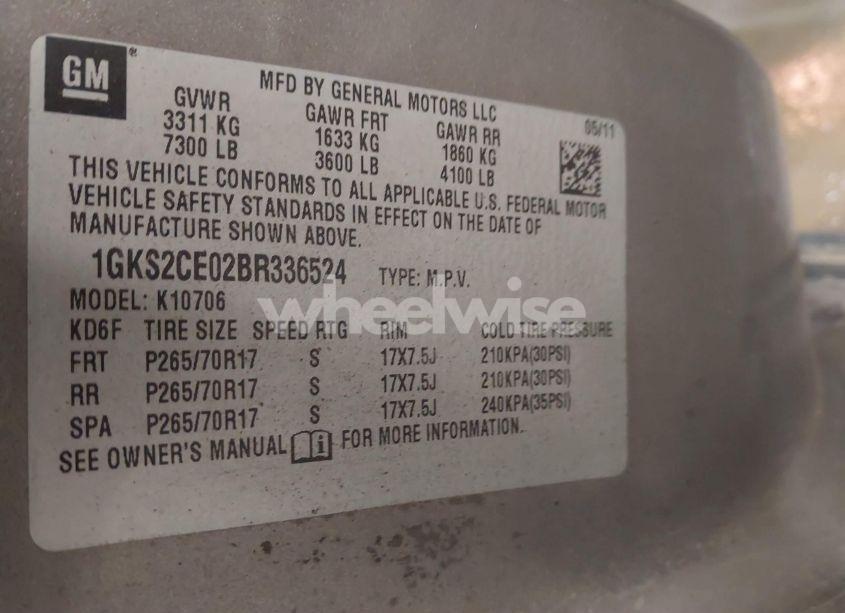 GM
MFD BY GENERAL MOTORS LLC
05/11
GVWR GAWR FRT GAWR RR
3311 KG 1633 KG 1860 KG
7300 LB 3600 LB 4100 LB
THIS VEHICLE CONFORMS TO ALL APPLICABLE U.S. FEDERAL MOTOR
VEHICLE SAFETY STANDARDS IN EFFECT ON THE DATE OF
MANUFACTURE SHOWN ABOVE.
1GKS2CE02BR336524 TYPE: M.P.V.
MODEL: K10706
wheelwise
KD6F TIRE SIZE SPEED RTG RIM COLD TIRE PRESSURE
FRT P265/70R17 S 17X7.5J 210KPA(30PSI)
RR P265/70R17 S 17X7.5J 210KPA(30PSI)
SPA P265/70R17 S 17X7.5J 240KPA(35PSI)
SEE OWNER'S MANUAL i FOR MORE INFORMATION.